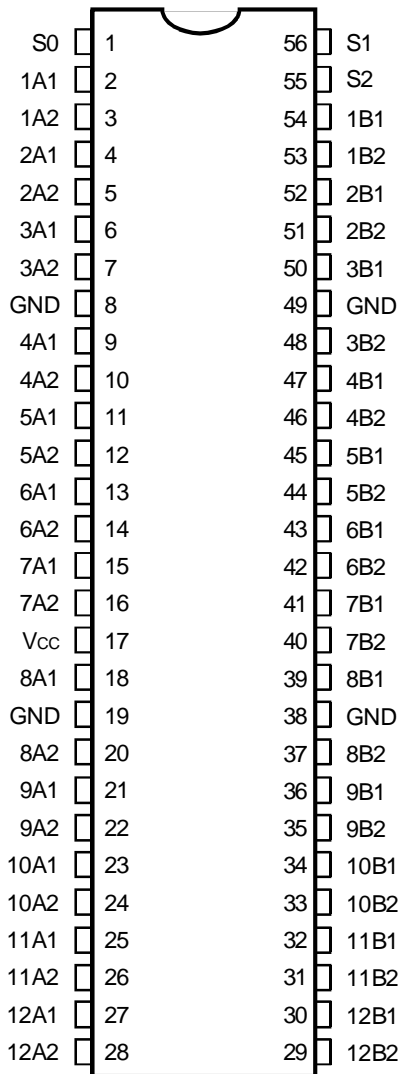 S0 1 56 S1
1A1 2 55 S2
1A2 3 54 1B1
2A1 4 53 1B2
2A2 5 52 2B1
3A1 6 51 2B2
3A2 7 50 3B1
GND 8 49 GND
4A1 9 48 3B2
4A2 10 47 4B1
5A1 11 46 4B2
5A2 12 45 5B1
6A1 13 44 5B2
6A2 14 43 6B1
7A1 15 42 6B2
7A2 16 41 7B1
VCC 17 40 7B2
8A1 18 39 8B1
GND 19 38 GND
8A2 20 37 8B2
9A1 21 36 9B1
9A2 22 35 9B2
10A1 23 34 10B1
10A2 24 33 10B2
11A1 25 32 11B1
11A2 26 31 11B2
12A1 27 30 12B1
12A2 28 29 12B2